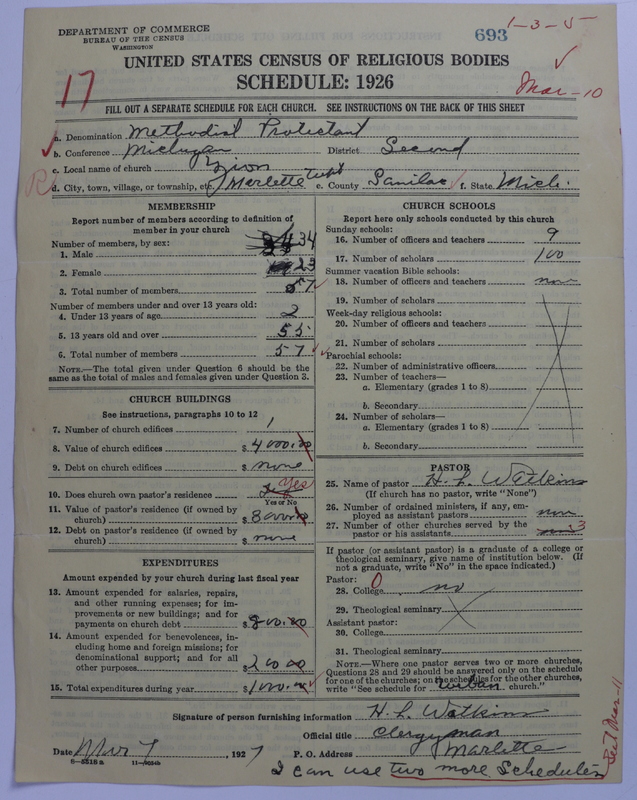 DEPARTMENT OF COMMERCE
BUREAU OF THE CENSUS
WASHINGTON
693
1-3-5
UNITED STATES CENSUS OF RELIGIOUS BODIES
SCHEDULE: 1926
17
Mar-10
FILL OUT A SEPARATE SCHEDULE FOR EACH CHURCH. SEE INSTRUCTIONS ON THE BACK OF THIS SHEET
a. Denomination Methodist Protestant
b. Conference Michigan District Second
c. Local name of church Zion
R d. City, town, village, or township, etc. Marlette twp e. County Sanilac f. State Mich.
MEMBERSHIP
Report number of members according to definition of
member in your church
Number of members, by sex:
1. Male 34
2. Female 23
3. Total number of members 57
Number of members under and over 13 years old:
4. Under 13 years of age 2
5. 13 years old and over 55
6. Total number of members 57
NOTE.—The total given under Question 6 should be
same as the total of males and females given under Question 3.
CHURCH BUILDINGS
See instructions, paragraphs 10 to 12
7. Number of church edifices 1
8. Value of church edifices $ 4000.00
9. Debt on church edifices $ none
10. Does church own pastor's residence Yes
Yes or No
11. Value of pastor's residence (if owned by
church) $
12. Debt on pastor's residence (if owned by
church) $ none
EXPENDITURES
Amount expended by your church during last fiscal year
13. Amount expended for salaries, repairs,
and other running expenses; for im-
provements or new buildings; and for
payments on church debt $ 800.00
14. Amount expended for benevolences, in-
cluding home and foreign missions; for
denominational support; and for all
other purposes $ 200 00
15. Total expenditures during year $ 1000.00
CHURCH SCHOOLS
Report here only schools conducted by this church
Sunday schools:
16. Number of officers and teachers 9
17. Number of scholars 100
Summer vacation Bible schools:
18. Number of officers and teachers none
19. Number of scholars
Week-day religious schools:
20. Number of officers and teachers
21. Number of scholars
Parochial schools:
22. Number of administrative officers
23. Number of teachers—
a. Elementary (grades 1 to 8)
b. Secondary
24. Number of scholars—
a. Elementary (grades 1 to 8)
b. Secondary
PASTOR
25. Name of pastor H. L. Watkins
(If church has no pastor, write "None")
26. Number of ordained ministers, if any, em-
ployed as assistant pastors none
27. Number of other churches served by the
pastor or his assistants 3
If pastor (or assistant pastor) is a graduate of a college or
theological seminary, give name of institution below. (If
not a graduate, write "No" in the space indicated.)
Pastor: 0
28. College no
29. Theological seminary
Assistant pastor:
30. College
31. Theological seminary
NOTE.—Where one pastor serves two or more churches,
Questions 28 and 29 should be answered only on the schedule
for one of the churches; on the schedules for the other churches,
write "See schedule for Urban church."
Signature of person furnishing information H. L. Watkins
Official title Clergyman
Date Mar 7, 1927 P. O. Address Marlette
I can use two more schedules
Sent Mar-11